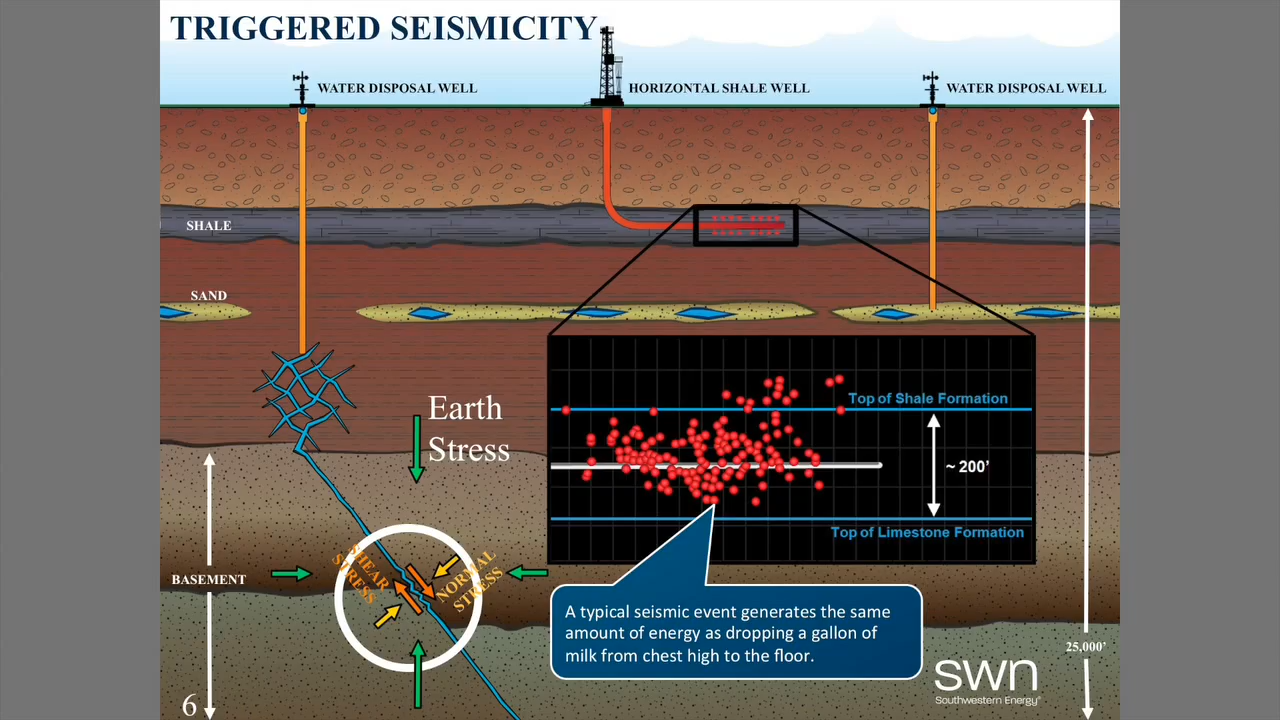 TRIGGERED SEISMICITY
WATER DISPOSAL WELL
HORIZONTAL SHALE WELL
WATER DISPOSAL WELL
SHALE
SAND
Earth
Stress
Top of Shale Formation
~ 200'
Top of Limestone Formation
SHEAR
STRESS
NORMAL
STRESS
BASEMENT
A typical seismic event generates the same
amount of energy as dropping a gallon of
milk from chest high to the floor.
25,000'
swn
Southwestern Energy®
6